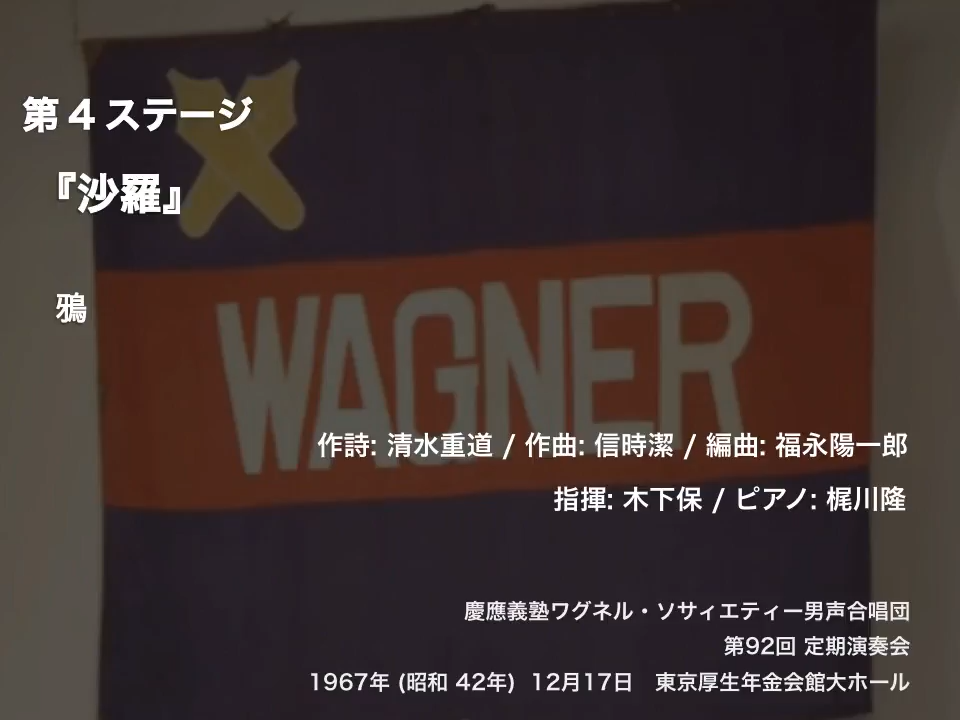 第４ステージ
『沙羅』
鴉
WAGNER
作詩: 清水重道 / 作曲: 信時潔 / 編曲: 福永陽一郎
指揮: 木下保 / ピアノ: 梶川隆
慶應義塾ワグネル・ソサィエティー男声合唱団
第92回 定期演奏会
1967年 (昭和 42年)  12月17日　東京厚生年金会館大ホール